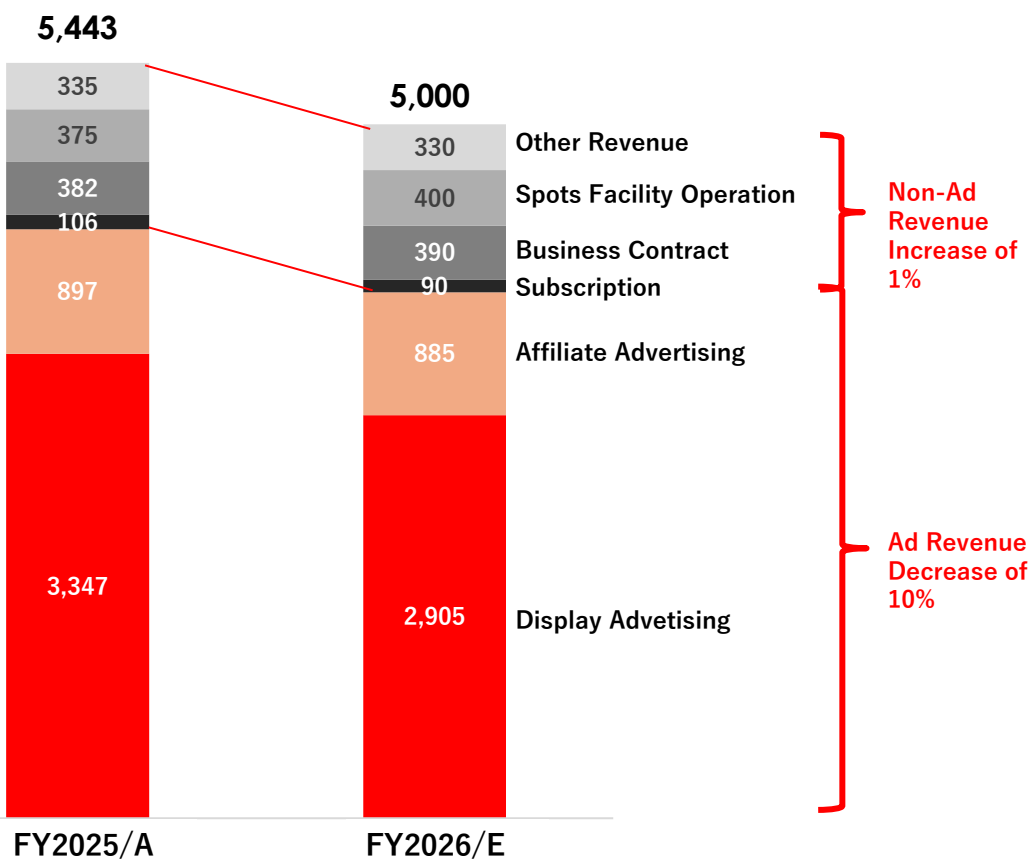 5,443
335
375
382
106
897
3,347
FY2025/A
5,000
330
400
390
90
885
2,905
FY2026/E
Other Revenue
Spots Facility Operation
Business Contract
Subscription
Affiliate Advertising
Display Advetising
Non-Ad
Revenue
Increase of
1%
Ad Revenue
Decrease of
10%